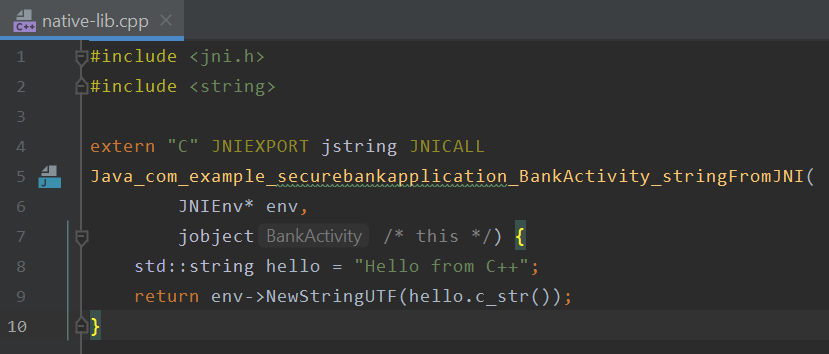 native-lib.cpp
1 #include <jni.h>
2 #include <string>
3
4 extern "C" JNIEXPORT jstring JNICALL
5 Java_com_example_securebankapplication_BankActivity_stringFromJNI(
6 JNIEnv* env,
7 jobject BankActivity /* this */) {
8 std::string hello = "Hello from C++";
9 return env->NewStringUTF(hello.c_str());
10 }